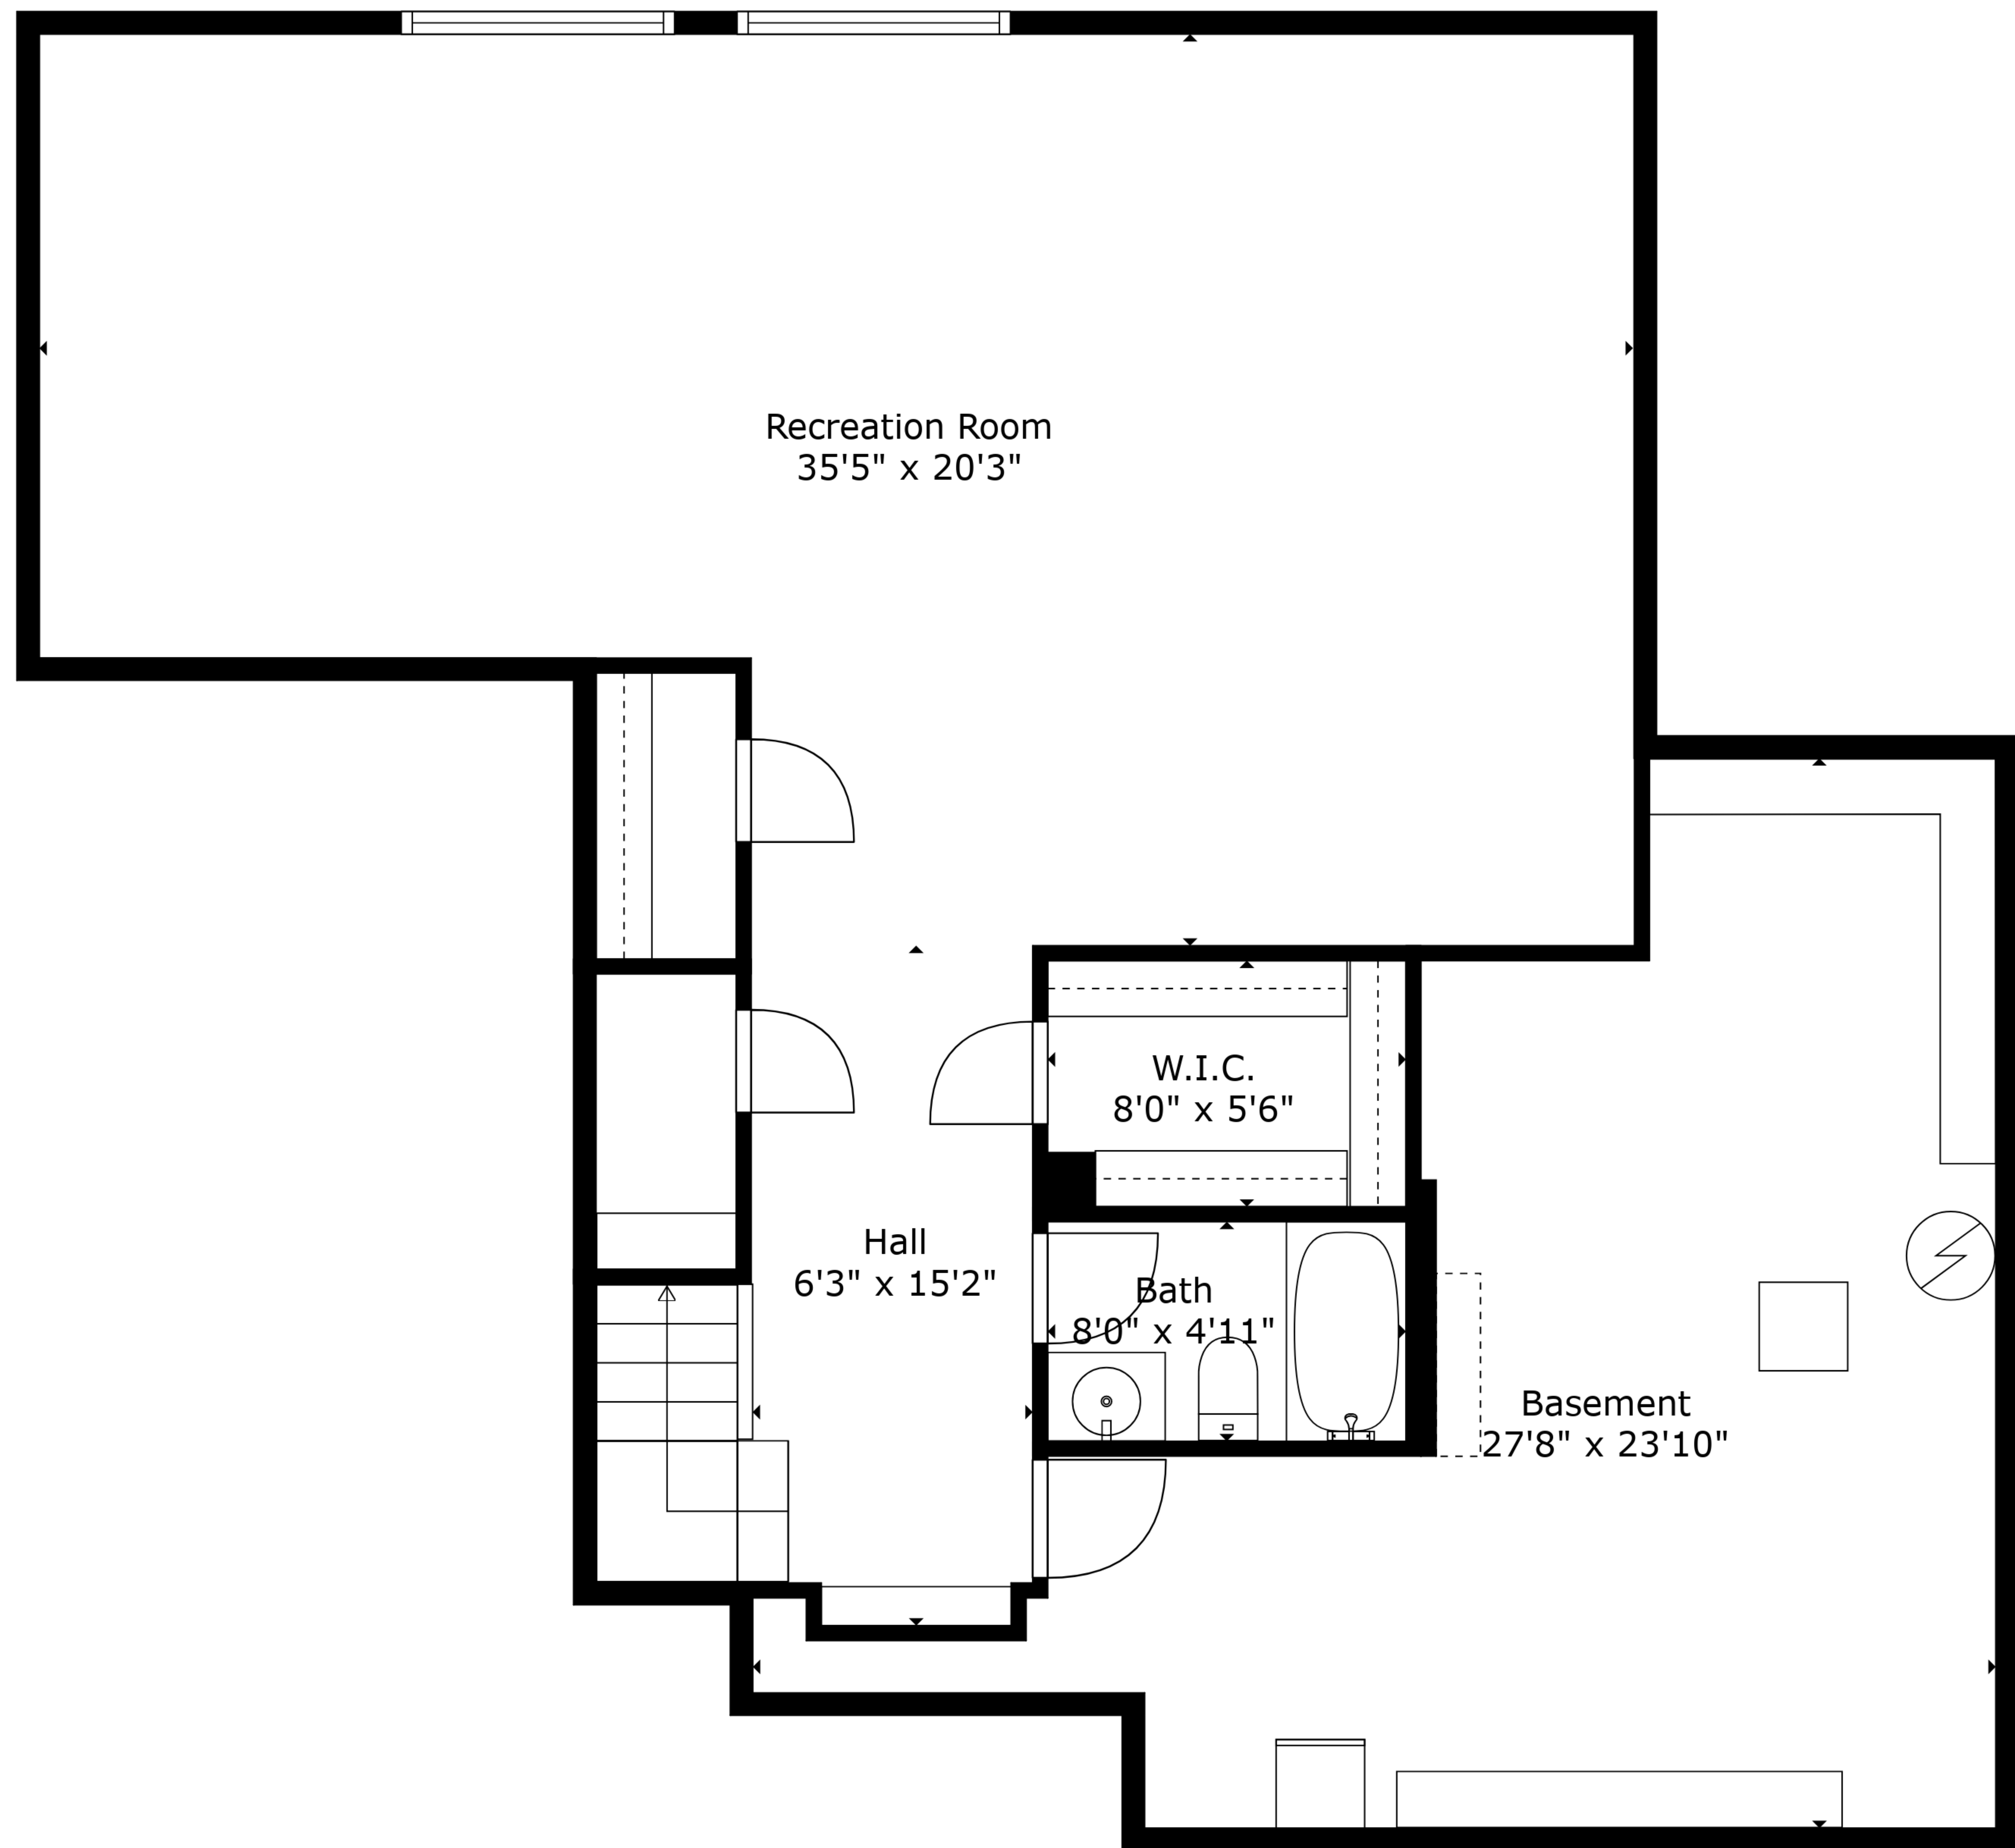 Recreation Room
35'5" x 20'3"
W.I.C.
8'0" x 5'6"
Hall
6'3" x 15'2"
Bath
8'0" x 4'11"
Basement
27'8" x 23'10"